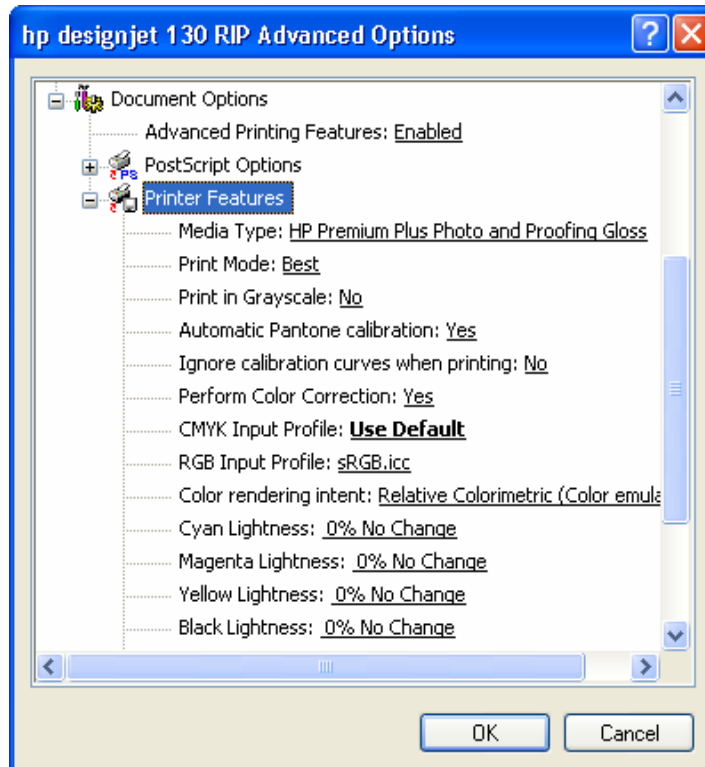 hp designjet 130 RIP Advanced Options
Document Options
Advanced Printing Features: Enabled
PS PostScript Options
Printer Features
Media Type: HP Premium Plus Photo and Proofing Gloss
Print Mode: Best
Print in Grayscale: No
Automatic Pantone calibration: Yes
Ignore calibration curves when printing: No
Perform Color Correction: Yes
CMYK Input Profile: Use Default
RGB Input Profile: sRGB.icc
Color rendering intent: Relative Colorimetric (Color emula
Cyan Lightness: 0% No Change
Magenta Lightness: 0% No Change
Yellow Lightness: 0% No Change
Black Lightness: 0% No Change
OK Cancel